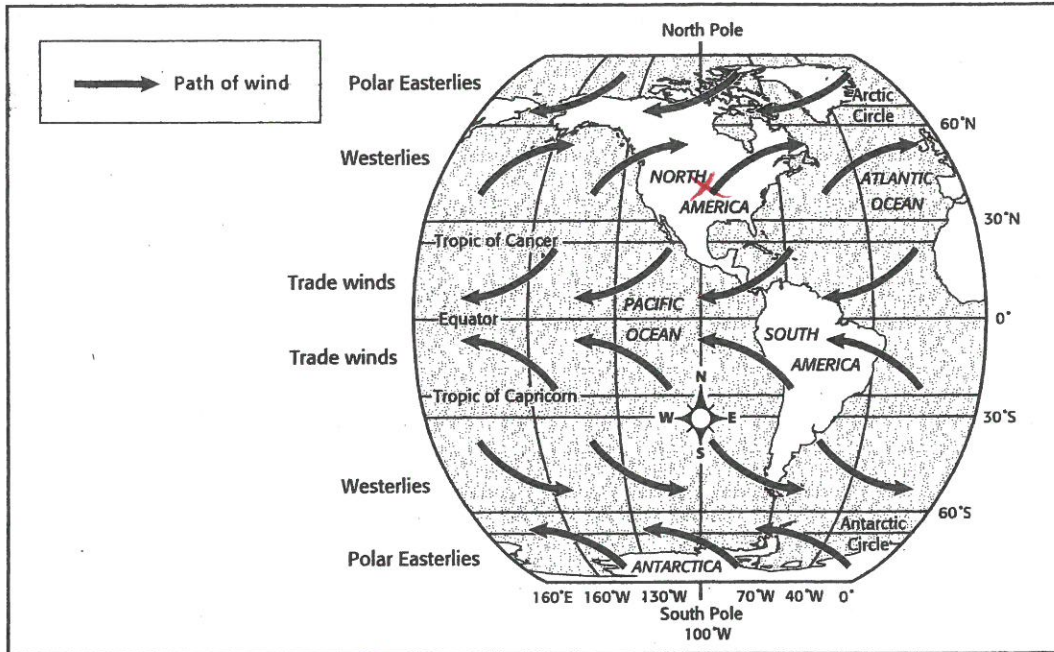 North Pole
Path of wind
Polar Easterlies
Arctic
Circle
60°N
Westerlies
NORTH
AMERICA
ATLANTIC
OCEAN
30°N
Tropic of Cancer
Trade winds
PACIFIC
OCEAN
Equator
0°
SOUTH
AMERICA
Trade winds
N
Tropic of Capricorn
W E
30°S
S
Westerlies
60°S
Antarctic
Circle
Polar Easterlies
ANTARCTICA
160°E 160°W 130°W 70°W 40°W 0°
South Pole
100°W